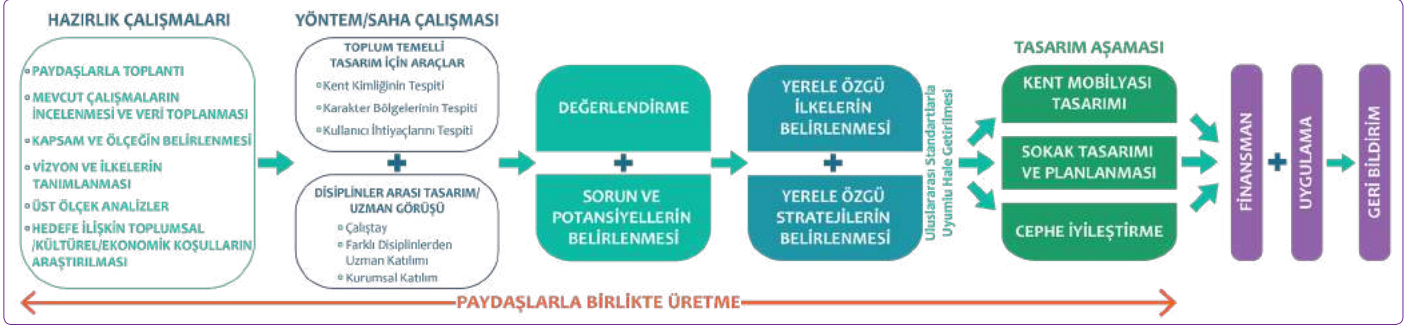 HAZIRLIK ÇALIŞMALARI
PAYDAŞLARLA TOPLANTI
MEVCUT ÇALIŞMALARIN
İNCELENMESİ VE VERİ TOPLANMASI
KAPSAM VE ÖLÇEĞİN BELİRLENMESİ
VİZYON VE İLKELERİN
TANIMLANMASI
ÜST ÖLÇEK ANALİZLER
HEDEFE İLİŞKİN TOPLUMSAL
/KÜLTÜREL/EKONOMİK KOŞULLARIN
ARAŞTIRILMASI
YÖNTEM/SAHA ÇALIŞMASI
TOPLUM TEMELLİ
TASARIM İÇİN ARAÇLAR
Kent Kimliğinin Tespiti
Karakter Bölgelerinin Tespiti
Kullanıcı İhtiyaçlarını Tespiti
+
DİSİPLİNLER ARASI TASARIM/
UZMAN GÖRÜŞÜ
Çalıştay
Farklı Disiplinlerden
Uzman Katılımı
Kurumsal Katılım
DEĞERLENDİRME
+
SORUN VE
POTANSİYELLERİN
BELİRLENMESİ
YERELE ÖZGÜ
İLKELERİN
BELİRLENMESİ
+
YERELE ÖZGÜ
STRATEJİLERİN
BELİRLENMESİ
Uluslararası Standartlarla
Uyumlu Hale Getirilmesi
TASARIM AŞAMASI
KENT MOBİLYASI
TASARIMI
SOKAK TASARIMI
VE PLANLANMASI
CEPHE İYİLEŞTİRME
FİNANSMAN
+
UYGULAMA
GERİ BİLDİRİM
PAYDAŞLARLA BİRLİKTE ÜRETME